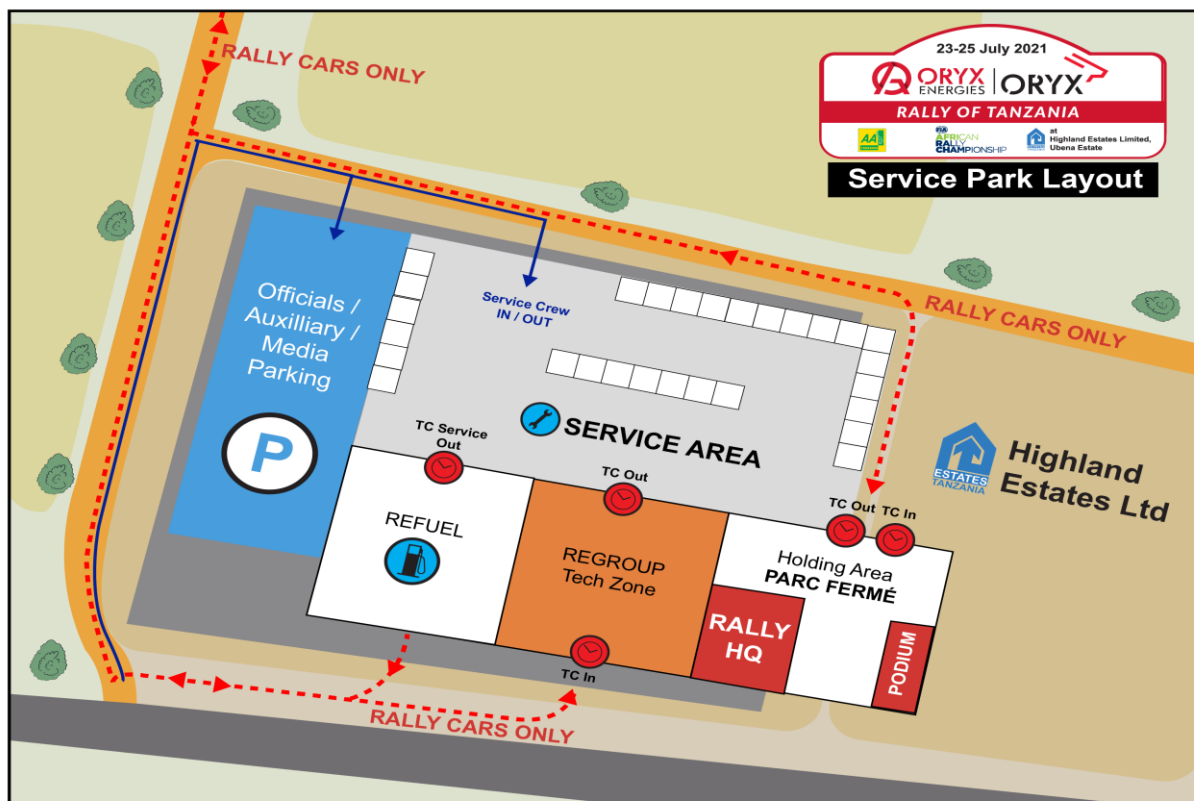 RALLY CARS ONLY
23-25 July 2021
ORYX
ENERGIES
ORYX
RALLY OF TANZANIA
AA
FIA
AFRICAN
RALLY
CHAMPIONSHIP
at
Highland Estates Limited,
Ubena Estate
Service Park Layout
Officials /
Auxilliary /
Media
Parking
P
Service Crew
IN / OUT
RALLY CARS ONLY
TC Service
Out
SERVICE AREA
TC Out
ESTATES
TANZANIA
Highland
Estates Ltd
TC Out
TC In
REFUEL
REGROUP
Tech Zone
Holding Area
PARC FERMÉ
RALLY
HQ
PODIUM
TC In
RALLY CARS ONLY